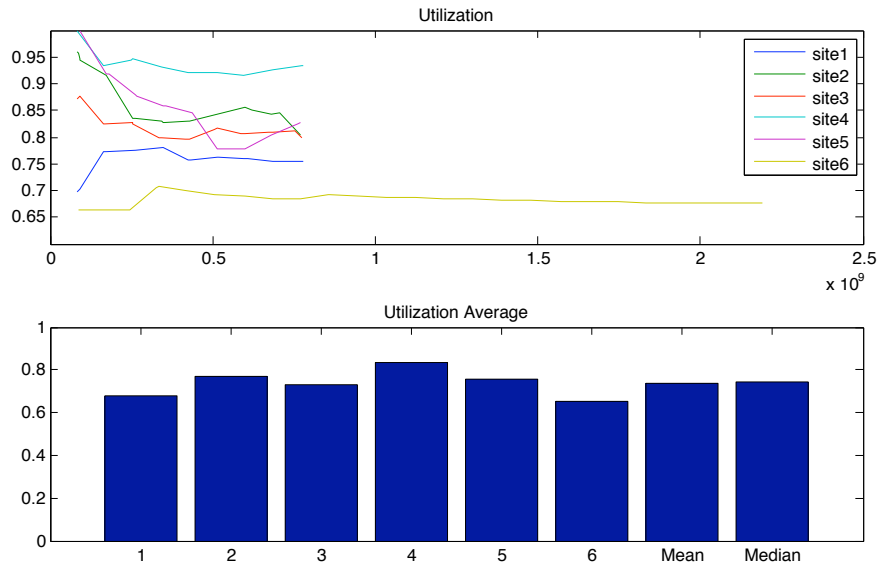 Utilization
0.95
0.9
0.85
0.8
0.75
0.7
0.65
0 0.5 1 1.5 2 2.5
x 10^9
site1
site2
site3
site4
site5
site6
Utilization Average
1
0.8
0.6
0.4
0.2
0
1 2 3 4 5 6 Mean Median